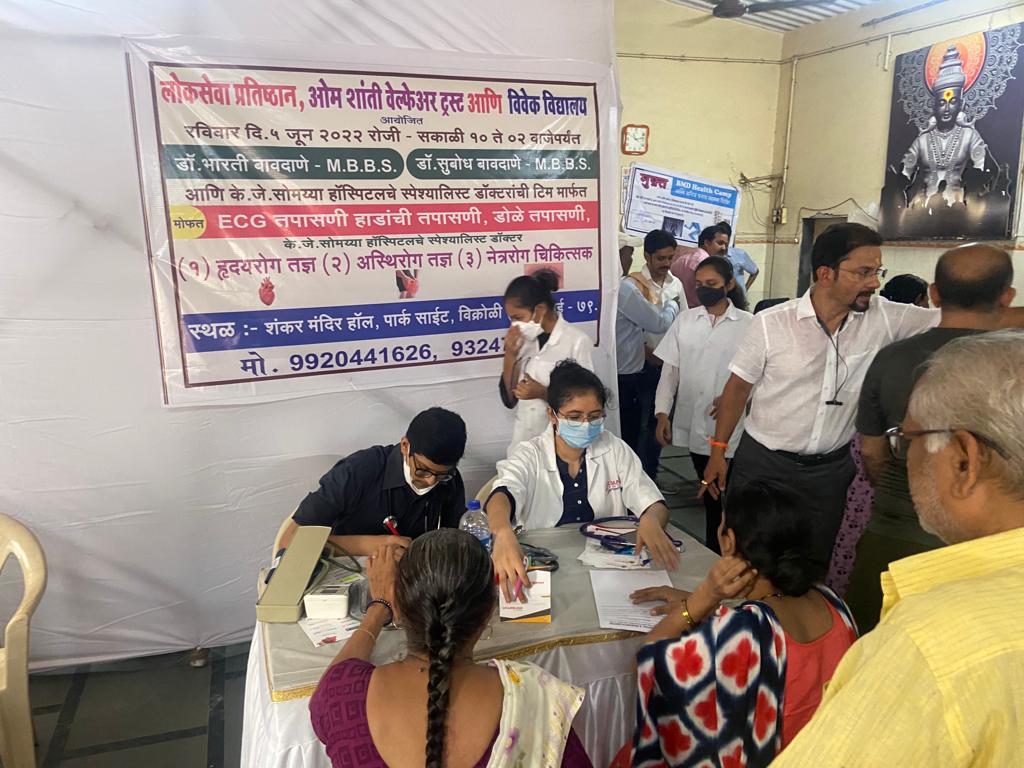 लोकसेवा प्रतिष्ठान, ओम शांती वेल्फेअर ट्रस्ट आणि विवेक विद्यालय
आयोजित
रविवार दि.५ जून २०२२ रोजी - सकाळी १० ते ०२ वाजेपर्यंत
डॉ.भारती बावदाणे - M.B.B.S. डॉ.सुबोध बावदाणे - M.B.B.S.
आणि के.जे.सोमय्या हॉस्पिटलचे स्पेश्यालिस्ट डॉक्टरांची टिम मार्फत
मोफत ECG तपासणी हाडांची तपासणी, डोळे तपासणी,
के.जे.सोमय्या हॉस्पिटलचे स्पेश्यालिस्ट डॉक्टर
(१) हृदयरोग तज्ञ (२) अस्थिरोग तज्ञ (३) नेत्ररोग चिकित्सक
स्थळ :- शंकर मंदिर हॉल, पार्क साईट, विक्रोळी - ७९.
मो. 9920441626, 9324
मुफ्त BMD Health Camp